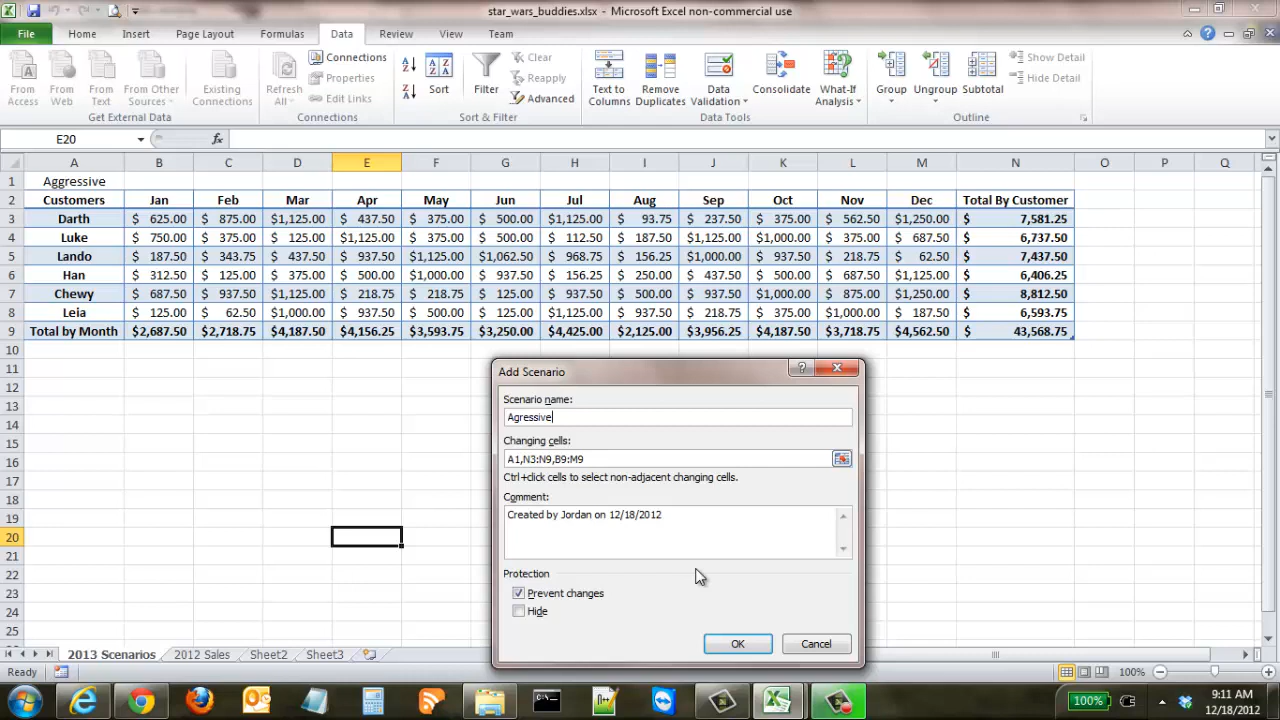 star_wars_buddies.xlsx - Microsoft Excel non-commercial use
File Home Insert Page Layout Formulas Data Review View Team
From Access
From Web
From Text
From Other Sources
Existing Connections
Get External Data
Refresh All
Connections
Properties
Edit Links
Connections
Sort
Filter
Clear
Reapply
Advanced
Sort & Filter
Text to Columns
Remove Duplicates
Data Validation
Consolidate
What-If Analysis
Data Tools
Group
Ungroup
Subtotal
Show Detail
Hide Detail
Outline
E20 fx
A B C D E F G H I J K L M N O P Q
1 Aggressive
2 Customers Jan Feb Mar Apr May Jun Jul Aug Sep Oct Nov Dec Total By Customer
3 Darth $ 625.00 $ 875.00 $1,125.00 $ 437.50 $ 375.00 $ 500.00 $1,125.00 $ 93.75 $ 237.50 $ 375.00 $ 562.50 $1,250.00 $ 7,581.25
4 Luke $ 750.00 $ 375.00 $ 125.00 $1,125.00 $ 375.00 $ 500.00 $ 112.50 $ 187.50 $1,125.00 $1,000.00 $ 375.00 $ 687.50 $ 6,737.50
5 Lando $ 187.50 $ 343.75 $ 437.50 $ 937.50 $1,125.00 $1,062.50 $ 968.75 $ 156.25 $1,000.00 $ 937.50 $ 218.75 $ 62.50 $ 7,437.50
6 Han $ 312.50 $ 125.00 $ 375.00 $ 500.00 $1,000.00 $ 937.50 $ 156.25 $ 250.00 $ 437.50 $ 500.00 $ 687.50 $1,125.00 $ 6,406.25
7 Chewy $ 687.50 $ 937.50 $1,125.00 $ 218.75 $ 218.75 $ 125.00 $ 937.50 $ 500.00 $ 937.50 $1,000.00 $ 875.00 $1,250.00 $ 8,812.50
8 Leia $ 125.00 $ 62.50 $1,000.00 $ 937.50 $ 500.00 $ 125.00 $1,125.00 $ 937.50 $ 218.75 $ 375.00 $1,000.00 $ 187.50 $ 6,593.75
9 Total by Month $2,687.50 $2,718.75 $4,187.50 $4,156.25 $3,593.75 $3,250.00 $4,425.00 $2,125.00 $3,956.25 $4,187.50 $3,718.75 $4,562.50 $ 43,568.75
10
11
12
13
14
15
16
17
18
19
20
21
22
23
24
25
Add Scenario
Scenario name:
Agressive
Changing cells:
A1,N3:N9,B9:M9
Ctrl+click cells to select non-adjacent changing cells.
Comment:
Created by Jordan on 12/18/2012
Protection
Prevent changes
Hide
OK Cancel
2013 Scenarios 2012 Sales Sheet2 Sheet3
Ready 100%
100% 9:11 AM
12/18/2012